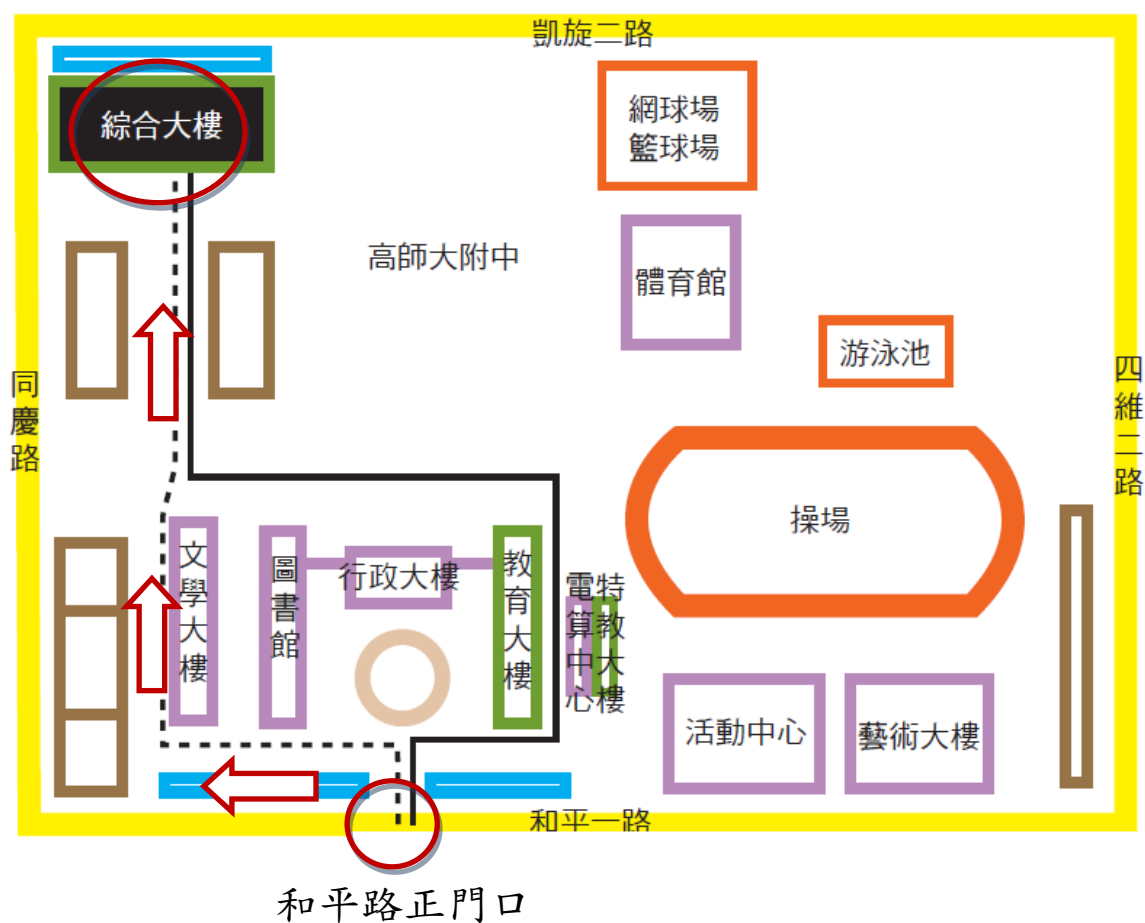 凱旋二路
綜合大樓
網球場
籃球場
高師大附中
體育館
游泳池
同慶路
四維二路
操場
文學大樓
圖書館
行政大樓
教育大樓
電算中心
特教大樓
活動中心
藝術大樓
和平一路
和平路正門口